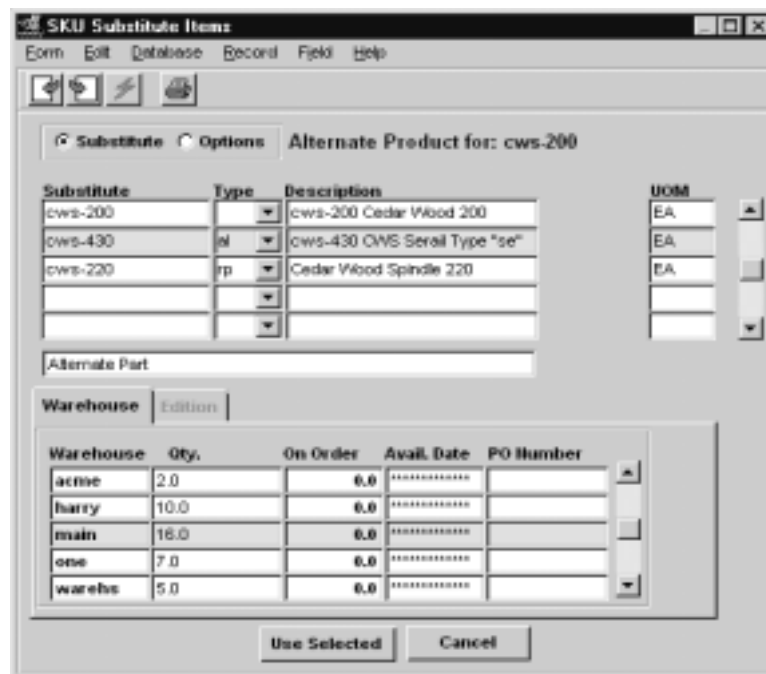 SKU Substitute Items
Form Edit Database Record Field Help
Substitute Options Alternate Product for: cws-200
Substitute Type Description UOM
cws-200 cws-200 Cedar Wood 200 EA
cws-430 al cws-430 CWS Serail Type "se" EA
cws-220 rp Cedar Wood Spindle 220 EA
Alternate Part
Warehouse Edition
Warehouse Qty. On Order Avail. Date PO Number
acme 2.0 0.0 *************
harry 10.0 0.0 *************
main 16.0 0.0 *************
one 7.0 0.0 *************
warehs 5.0 0.0 *************
Use Selected Cancel